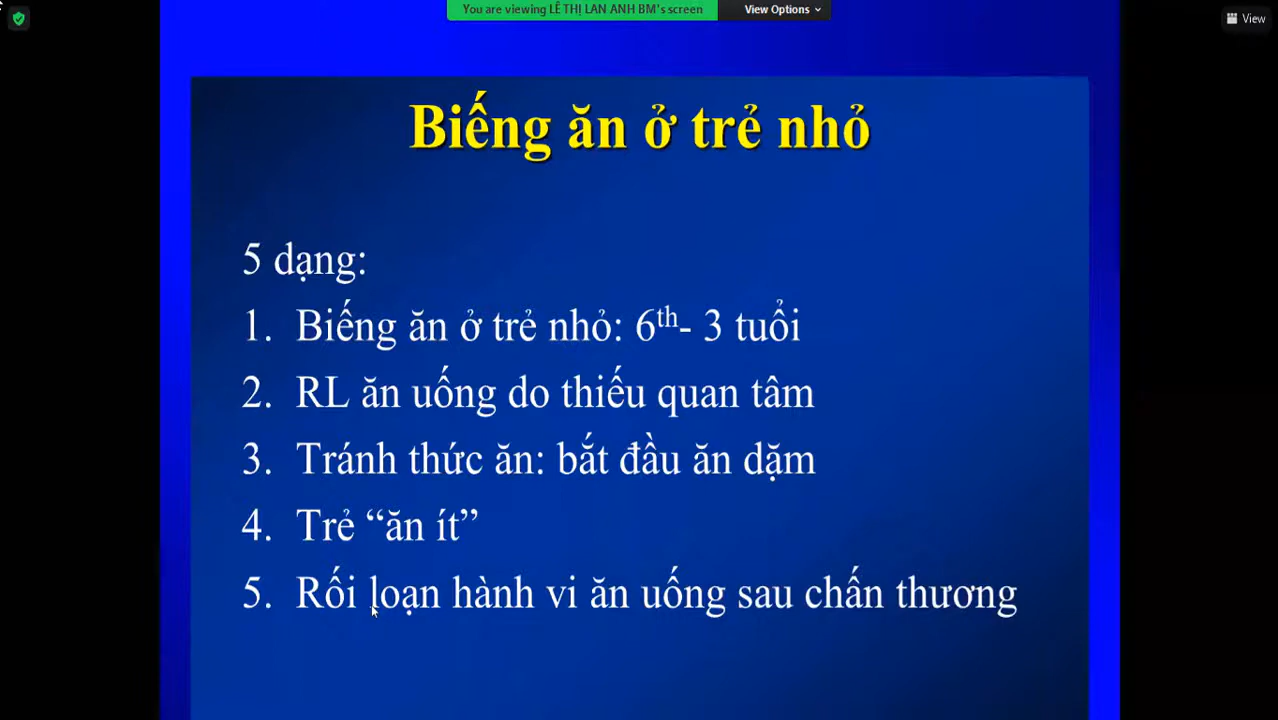 You are viewing LÊ THỊ LAN ANH BM's screen
View Options
View
Biếng ăn ở trẻ nhỏ
5 dạng:
1. Biếng ăn ở trẻ nhỏ: 6th- 3 tuổi
2. RL ăn uống do thiếu quan tâm
3. Tránh thức ăn: bắt đầu ăn dặm
4. Trẻ “ăn ít”
5. Rối loạn hành vi ăn uống sau chấn thương